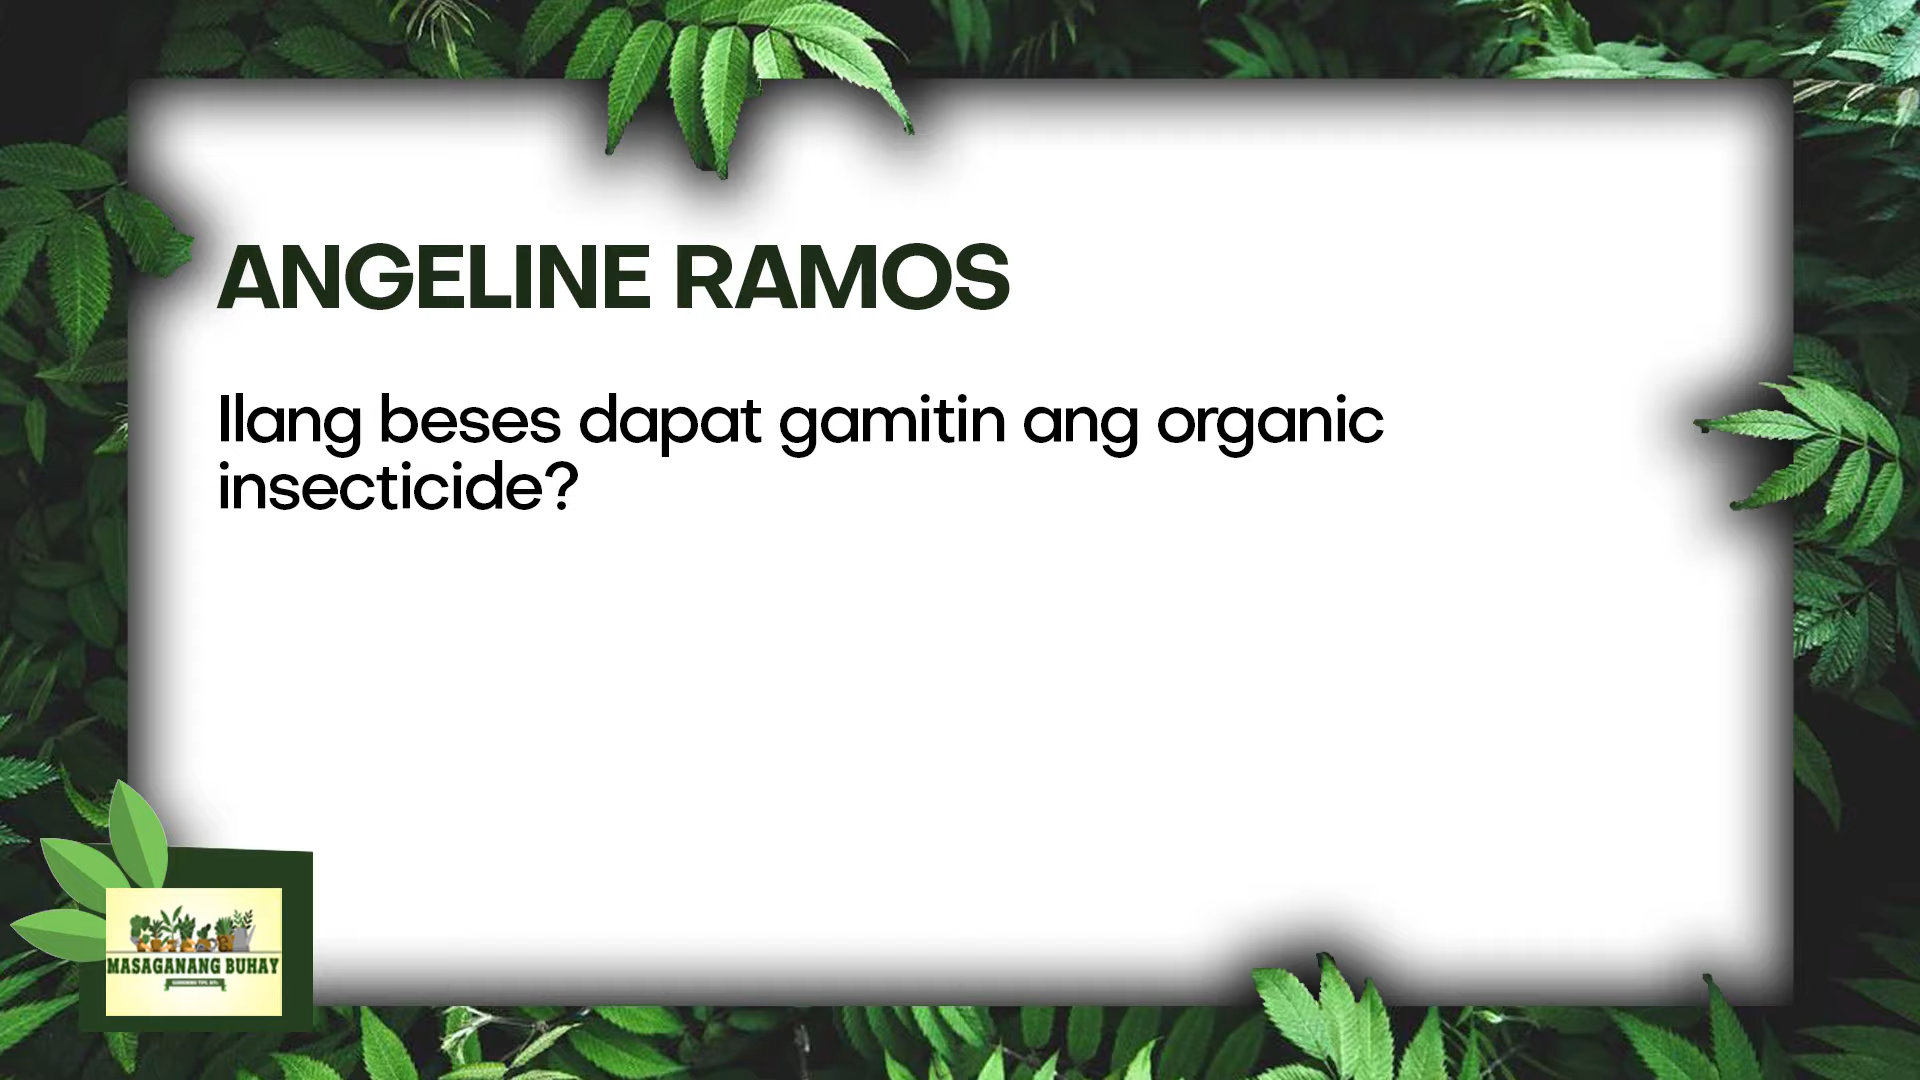 ANGELINE RAMOS
Ilang beses dapat gamitin ang organic
insecticide?
MASAGANANG BUHAY